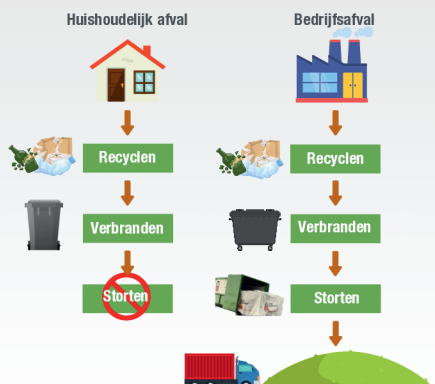 Huishoudelijk afval
Bedrijfsafval
Recyclen
Recyclen
Verbranden
Verbranden
Storten
Storten